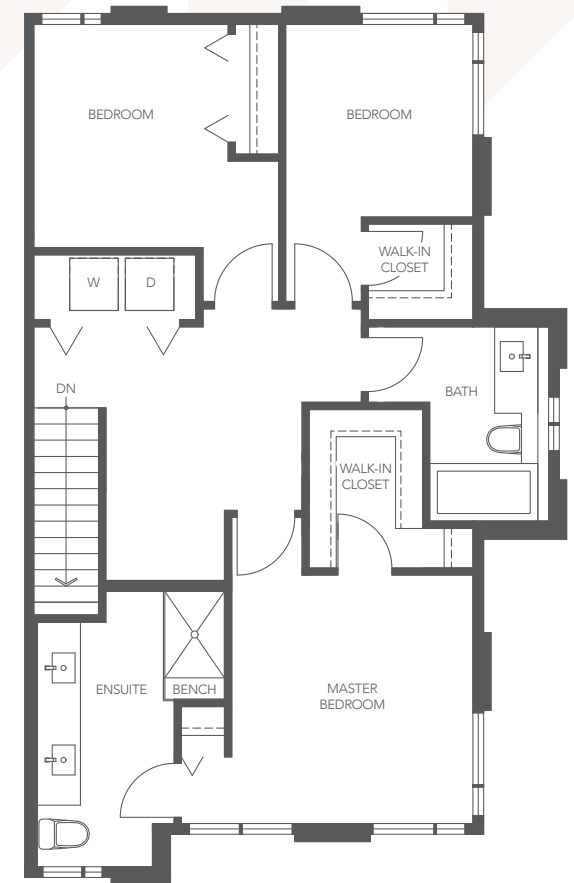 BEDROOM
BEDROOM
WALK-IN
CLOSET
W
D
DN
BATH
WALK-IN
CLOSET
ENSUITE
BENCH
MASTER
BEDROOM